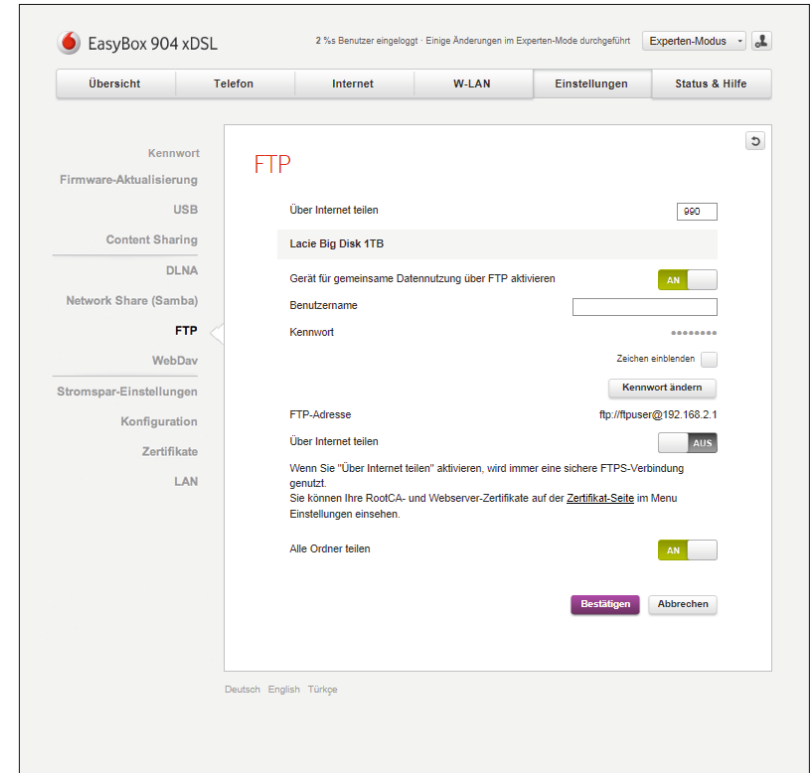 EasyBox 904 xDSL
2 %s Benutzer eingeloggt · Einige Änderungen im Experten-Mode durchgeführt
Experten-Modus
Übersicht
Telefon
Internet
W-LAN
Einstellungen
Status & Hilfe
Kennwort
Firmware-Aktualisierung
USB
Content Sharing
DLNA
Network Share (Samba)
FTP
WebDav
Stromspar-Einstellungen
Konfiguration
Zertifikate
LAN
FTP
Über Internet teilen
990
Lacie Big Disk 1TB
Gerät für gemeinsame Datennutzung über FTP aktivieren
AN
Benutzername
Kennwort
Zeichen einblenden
Kennwort ändern
FTP-Adresse
ftp://ftpuser@192.168.2.1
Über Internet teilen
AUS
Wenn Sie "Über Internet teilen" aktivieren, wird immer eine sichere FTPS-Verbindung
genutzt.
Sie können Ihre RootCA- und Webserver-Zertifikate auf der Zertifikat-Seite im Menu
Einstellungen einsehen.
Alle Ordner teilen
AN
Bestätigen
Abbrechen
Deutsch English Türkçe